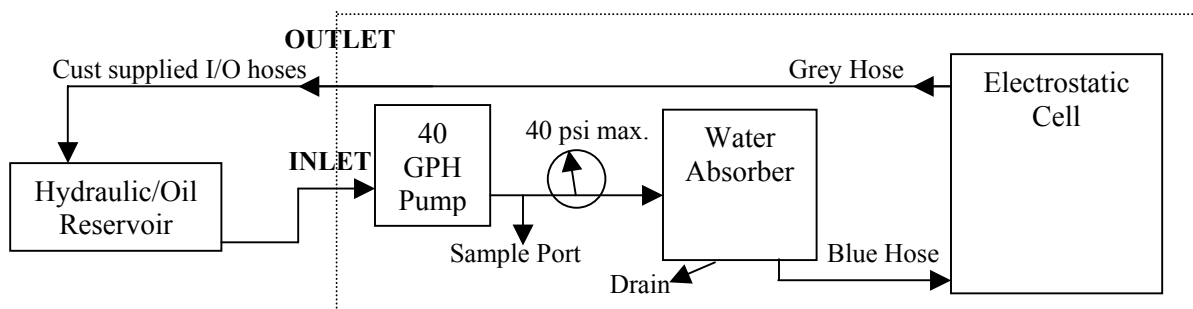 OUTLET
Cust supplied I/O hoses
Grey Hose
Electrostatic
Cell
40
GPH
Pump
40 psi max.
Water
Absorber
INLET
Hydraulic/Oil
Reservoir
Sample Port
Drain
Blue Hose